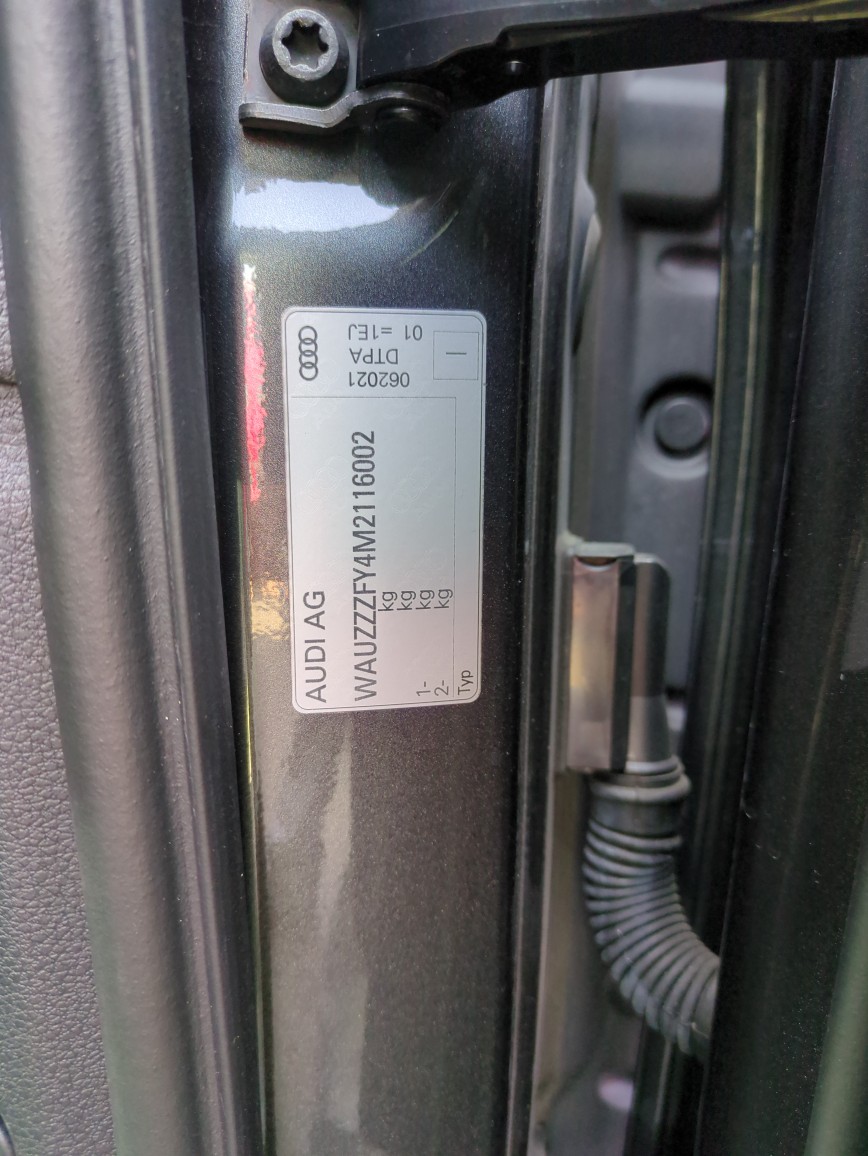 AUDI AG
WAUZZZFY4M2116002
kg
kg
1- kg
2- kg
Typ
062021
DTPA
01 =1EJ